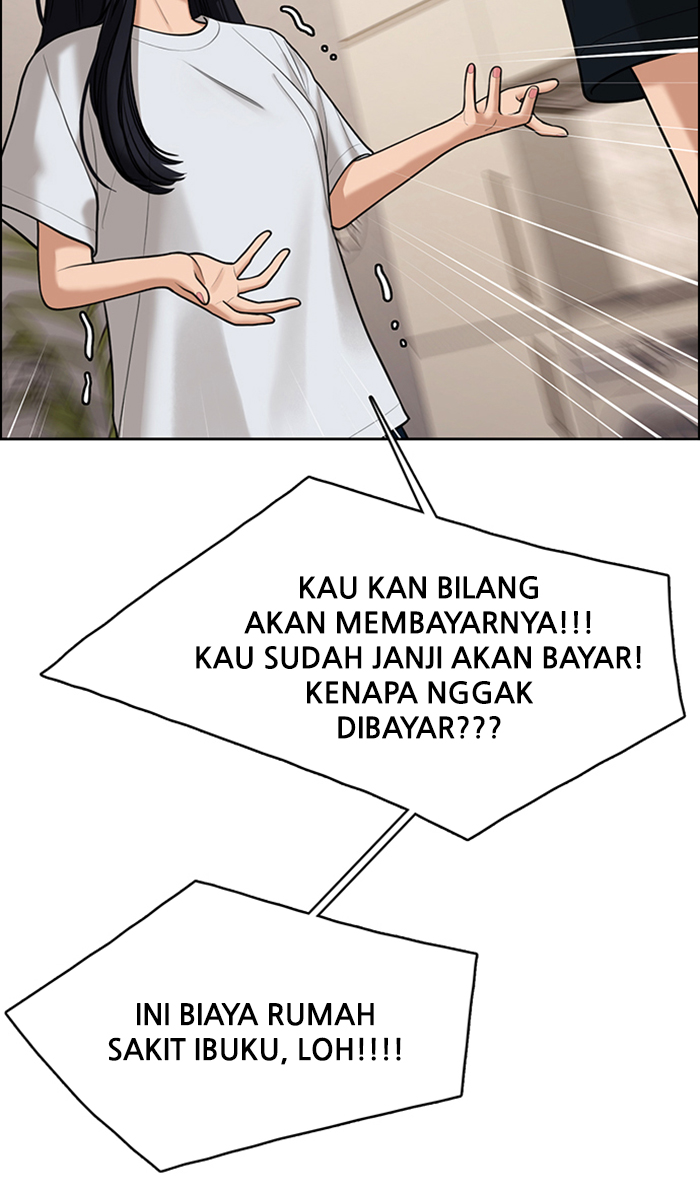 KAU KAN BILANG
AKAN MEMBAYARNYA!!!
KAU SUDAH JANJI AKAN BAYAR!
KENAPA NGGAK
DIBAYAR???
INI BIAYA RUMAH
SAKIT IBUKU, LOH!!!!